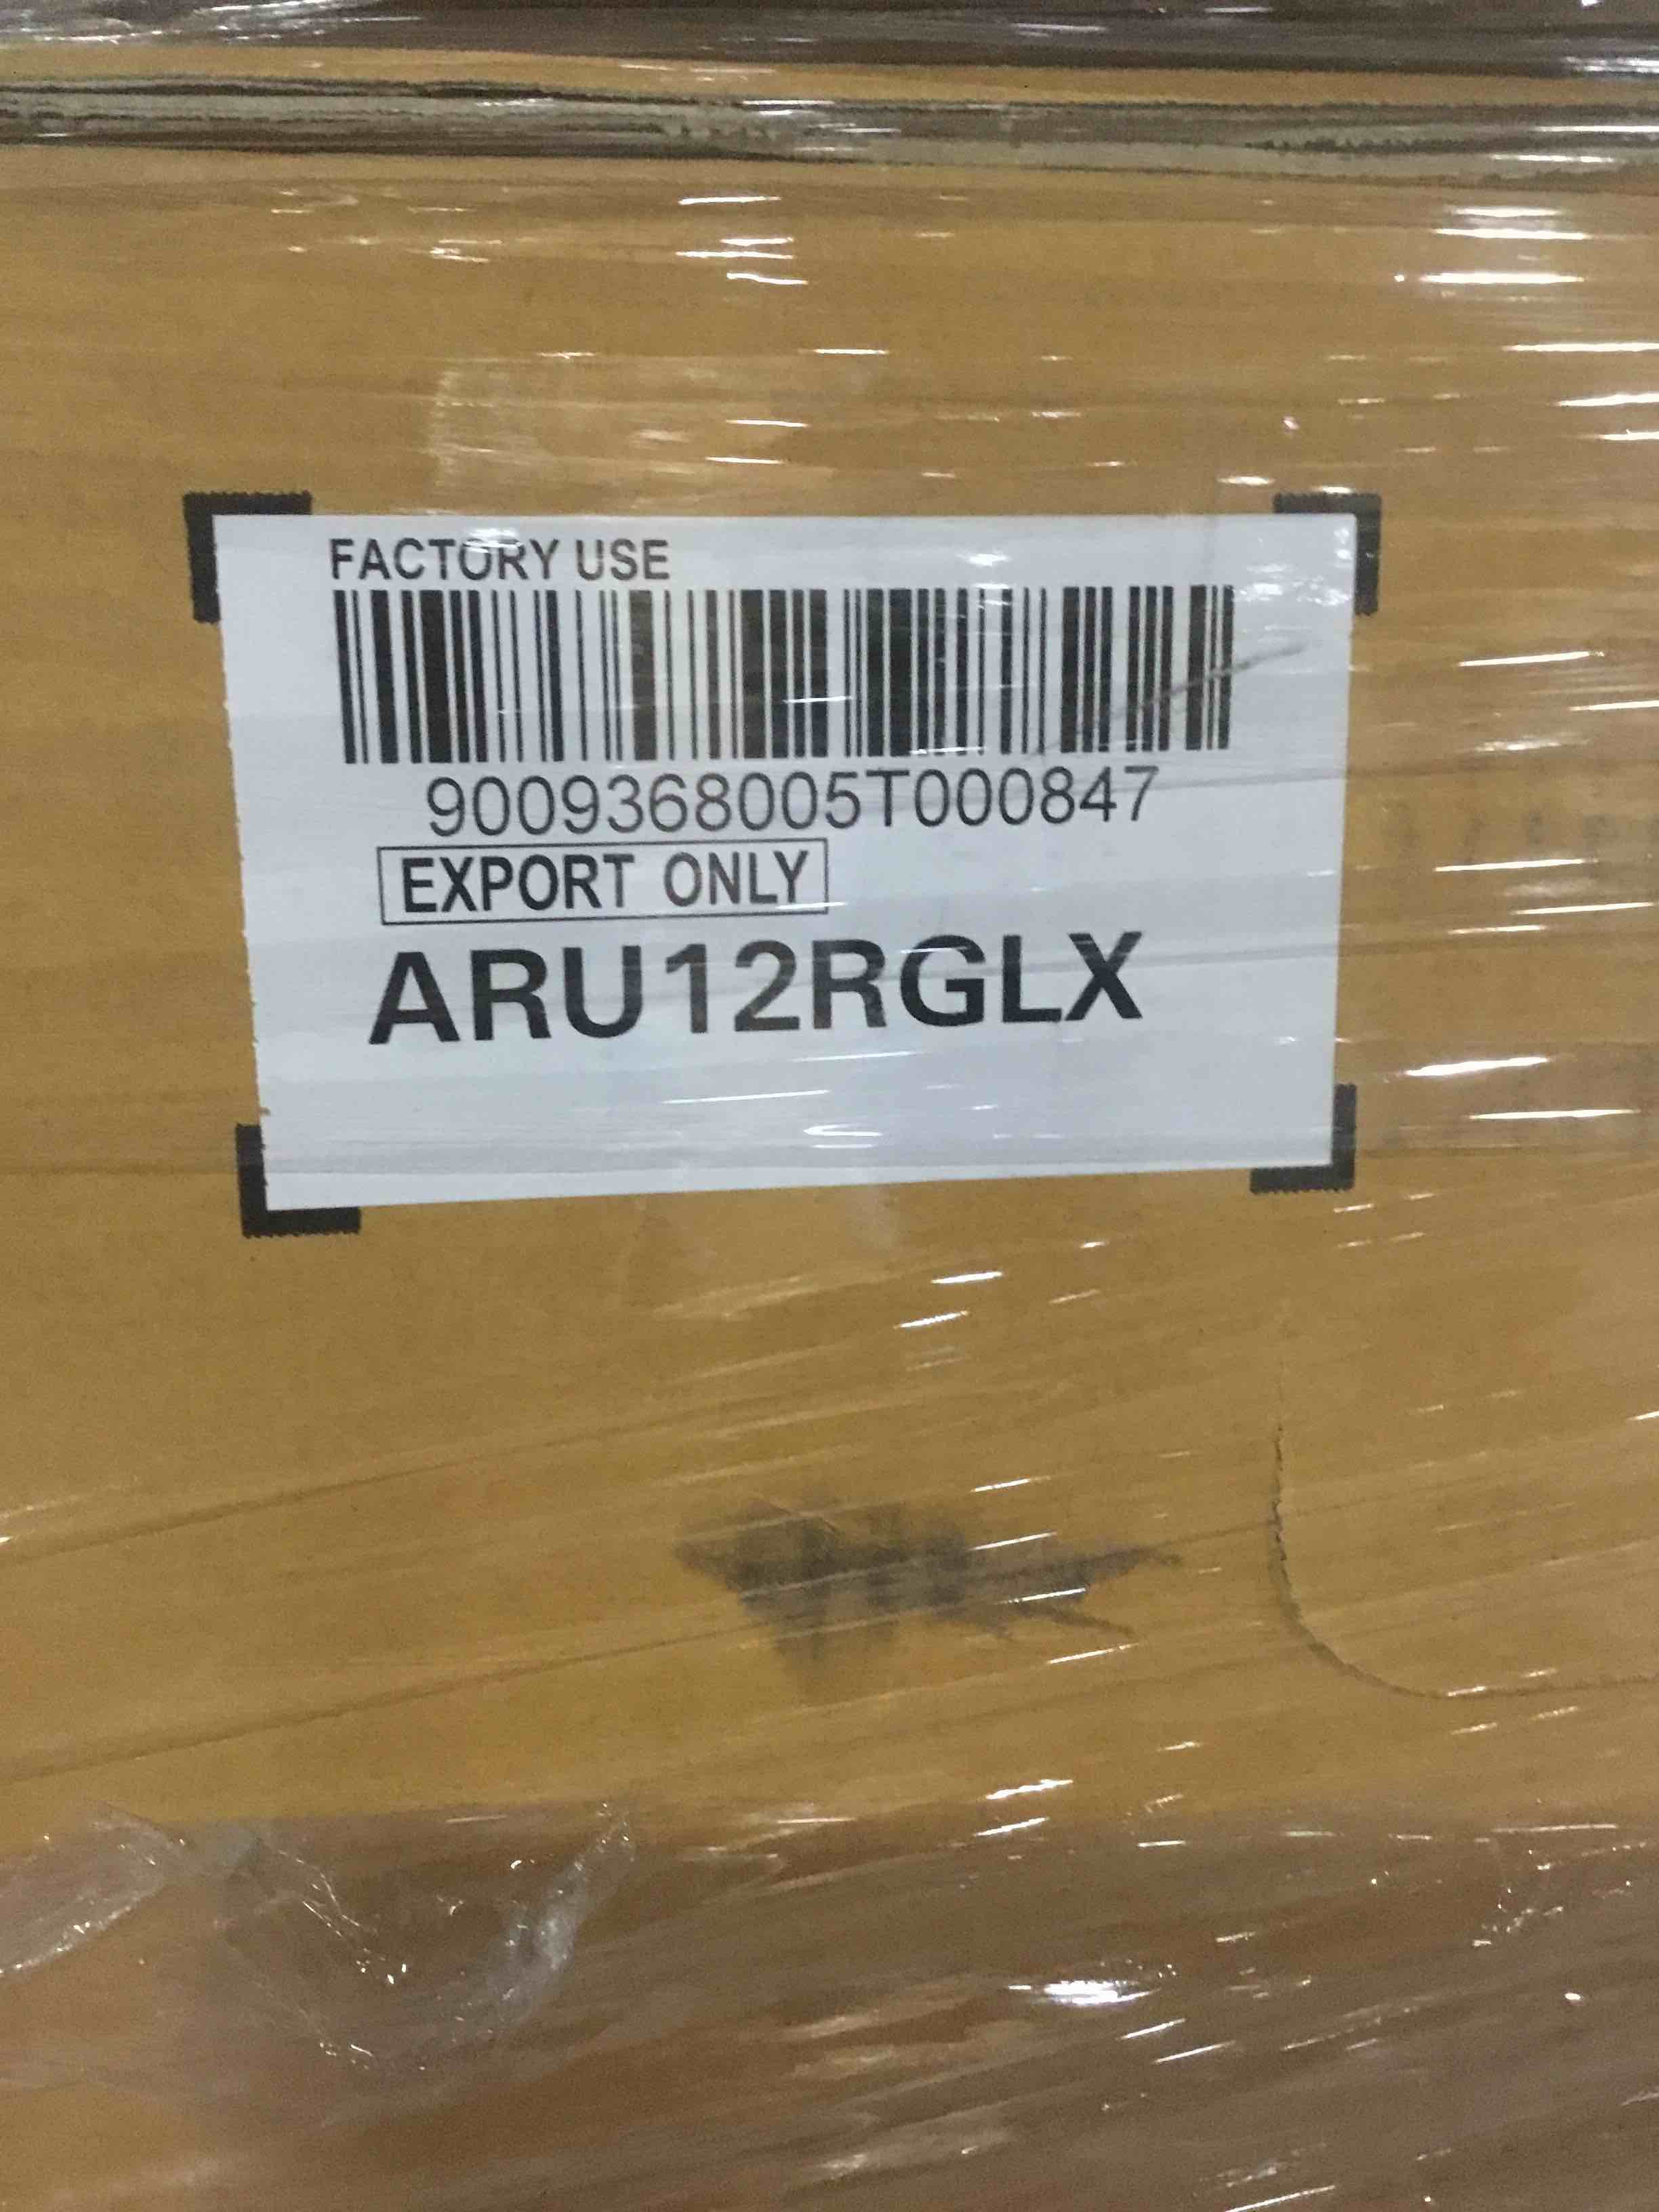 FACTORY USE
9009368005T000847
EXPORT ONLY
ARU12RGLX